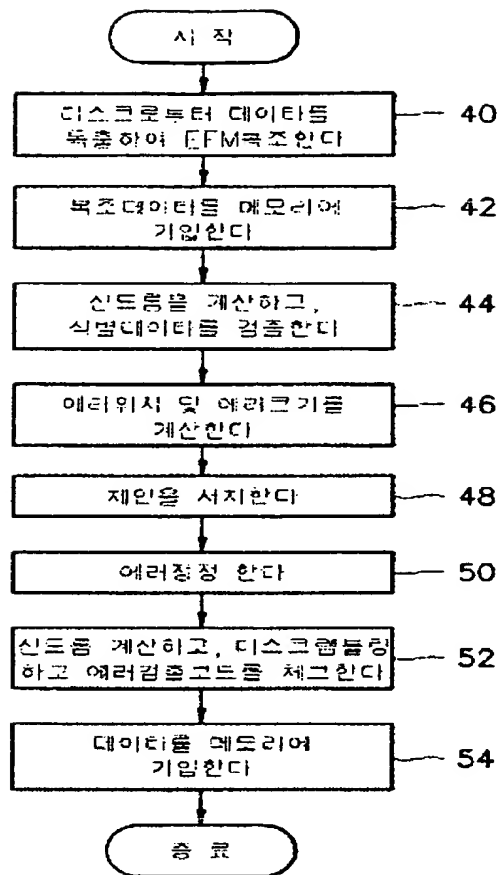 시 작
디스크로부터 데이타를
독출하여 EFM복조한다
40
복조데이타를 메모리에
기입한다
42
신드롬을 계산하고,
식별데이타를 검출한다
44
에러위치 및 에러크기를
계산한다
46
체인을 서치한다
48
에러정정 한다
50
신드롬 계산하고, 디스크램블링
하고 에러검출코드를 체크한다
52
데이타를 메모리에
기입한다
54
종 료